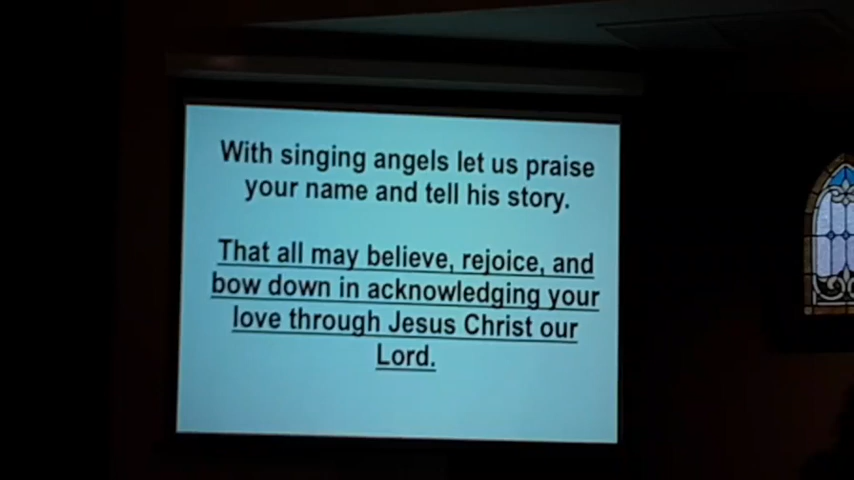 With singing angels let us praise
your name and tell his story.
That all may believe, rejoice, and
bow down in acknowledging your
love through Jesus Christ our
Lord.